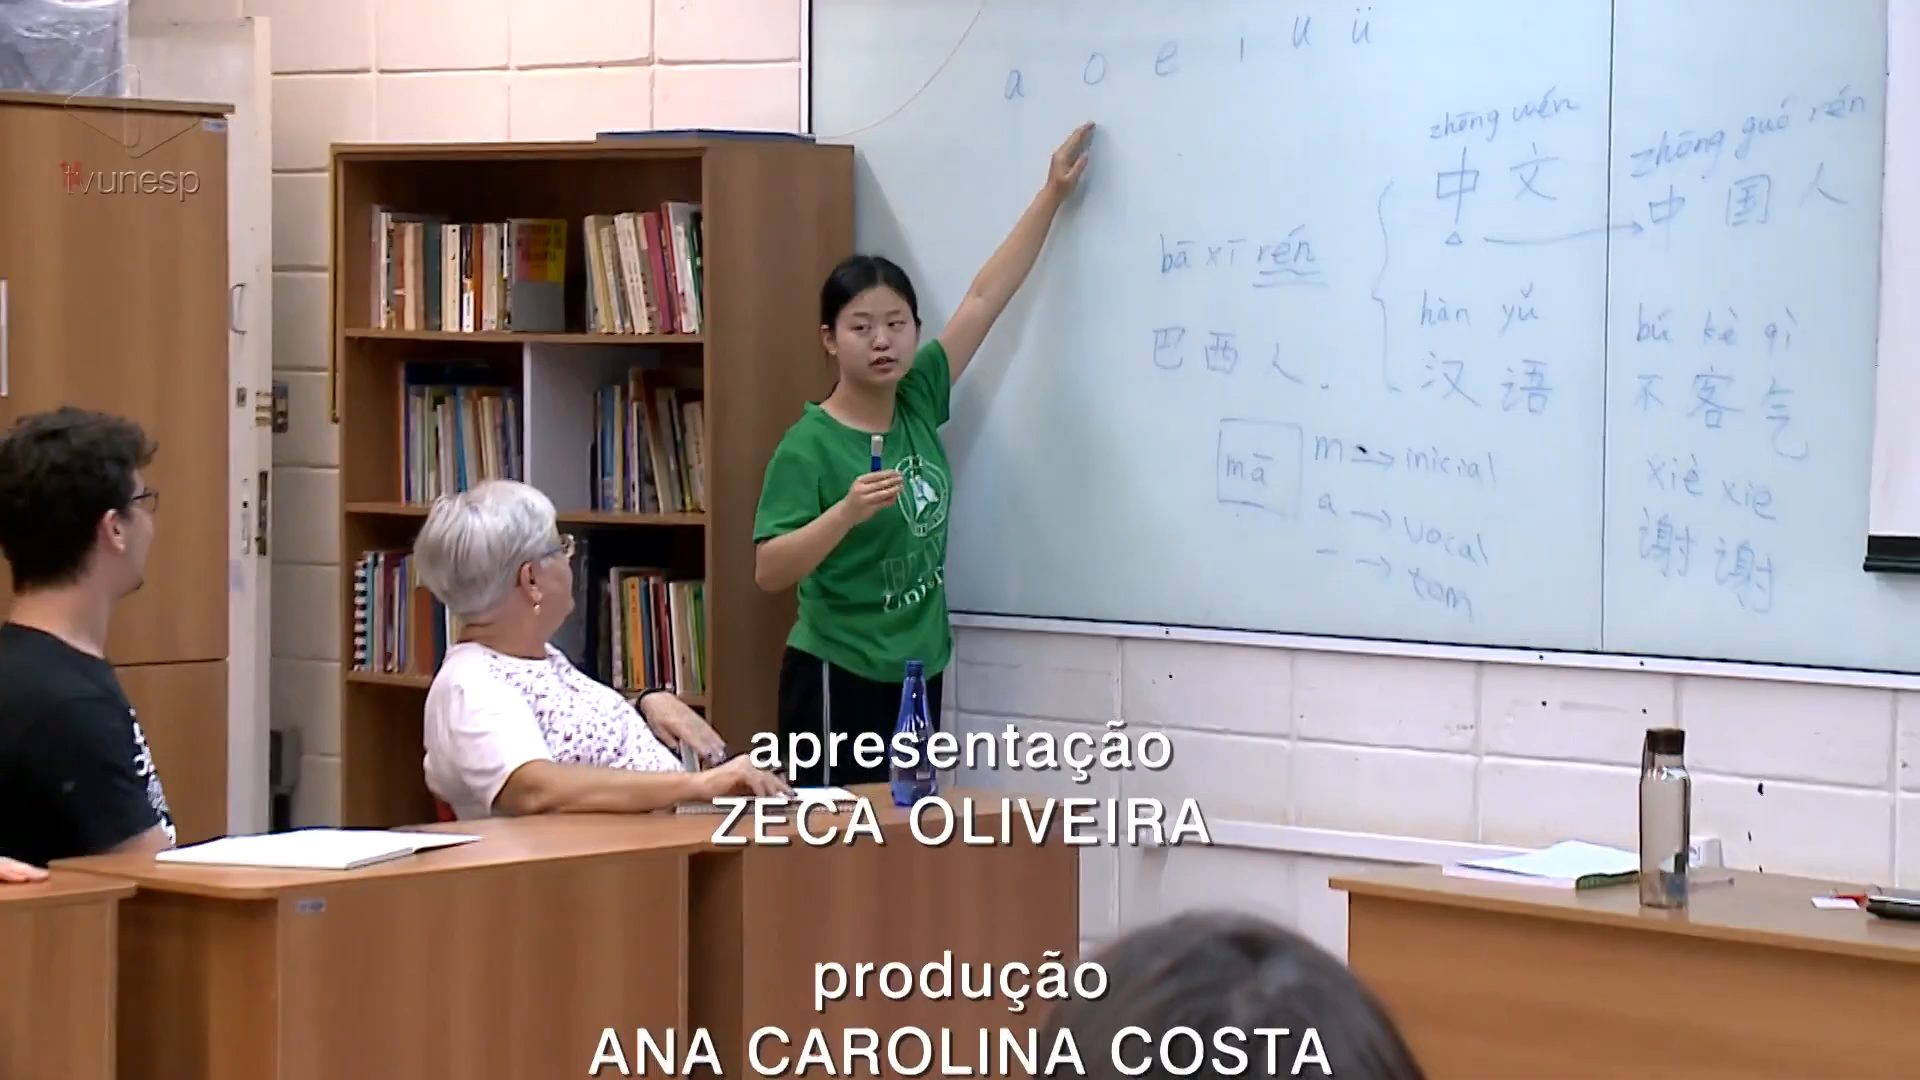 tvunesp
a o e i u ü
zhōng wén
中文
zhōng guó rén
中国人
bā xī rén
巴西人.
hàn yǔ
汉语
bú kè qì
不客气
mā
m → inicial
a → vocal
- → tom
xiè xie
谢谢
apresentação
ZECA OLIVEIRA
produção
ANA CAROLINA COSTA